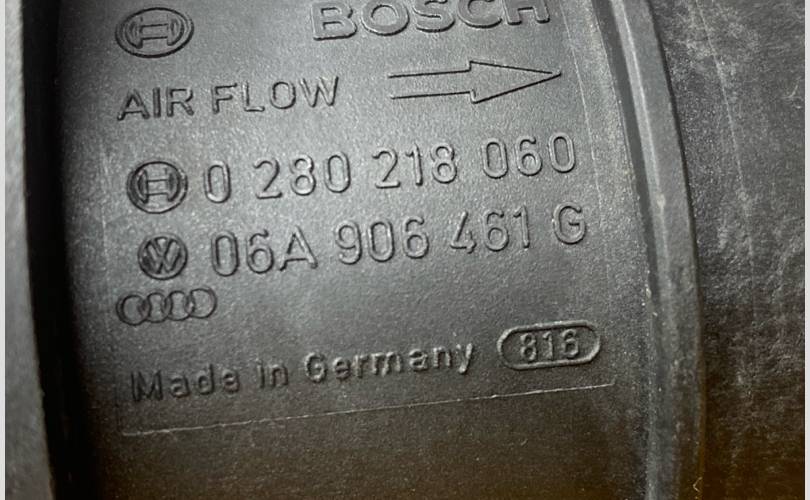 BOSCH
AIR FLOW
0 280 218 060
06A 906 461 G
Made in Germany 816